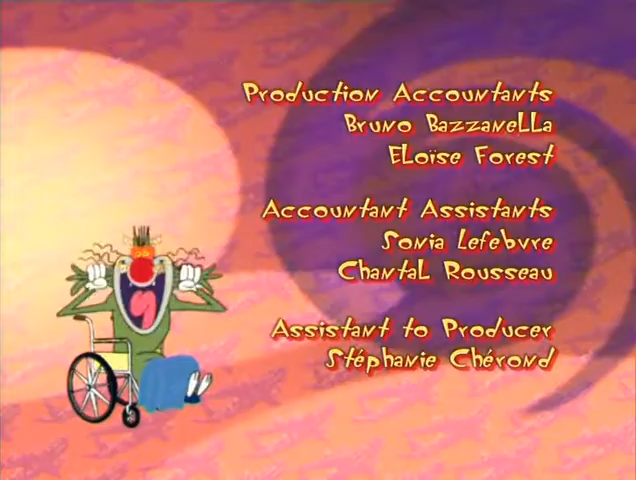 Production Accountants
Bruno Bazzanella
Eloïse Forest
Accountant Assistants
Sonia Lefebvre
Chantal Rousseau
Assistant to Producer
Stéphanie Chérond